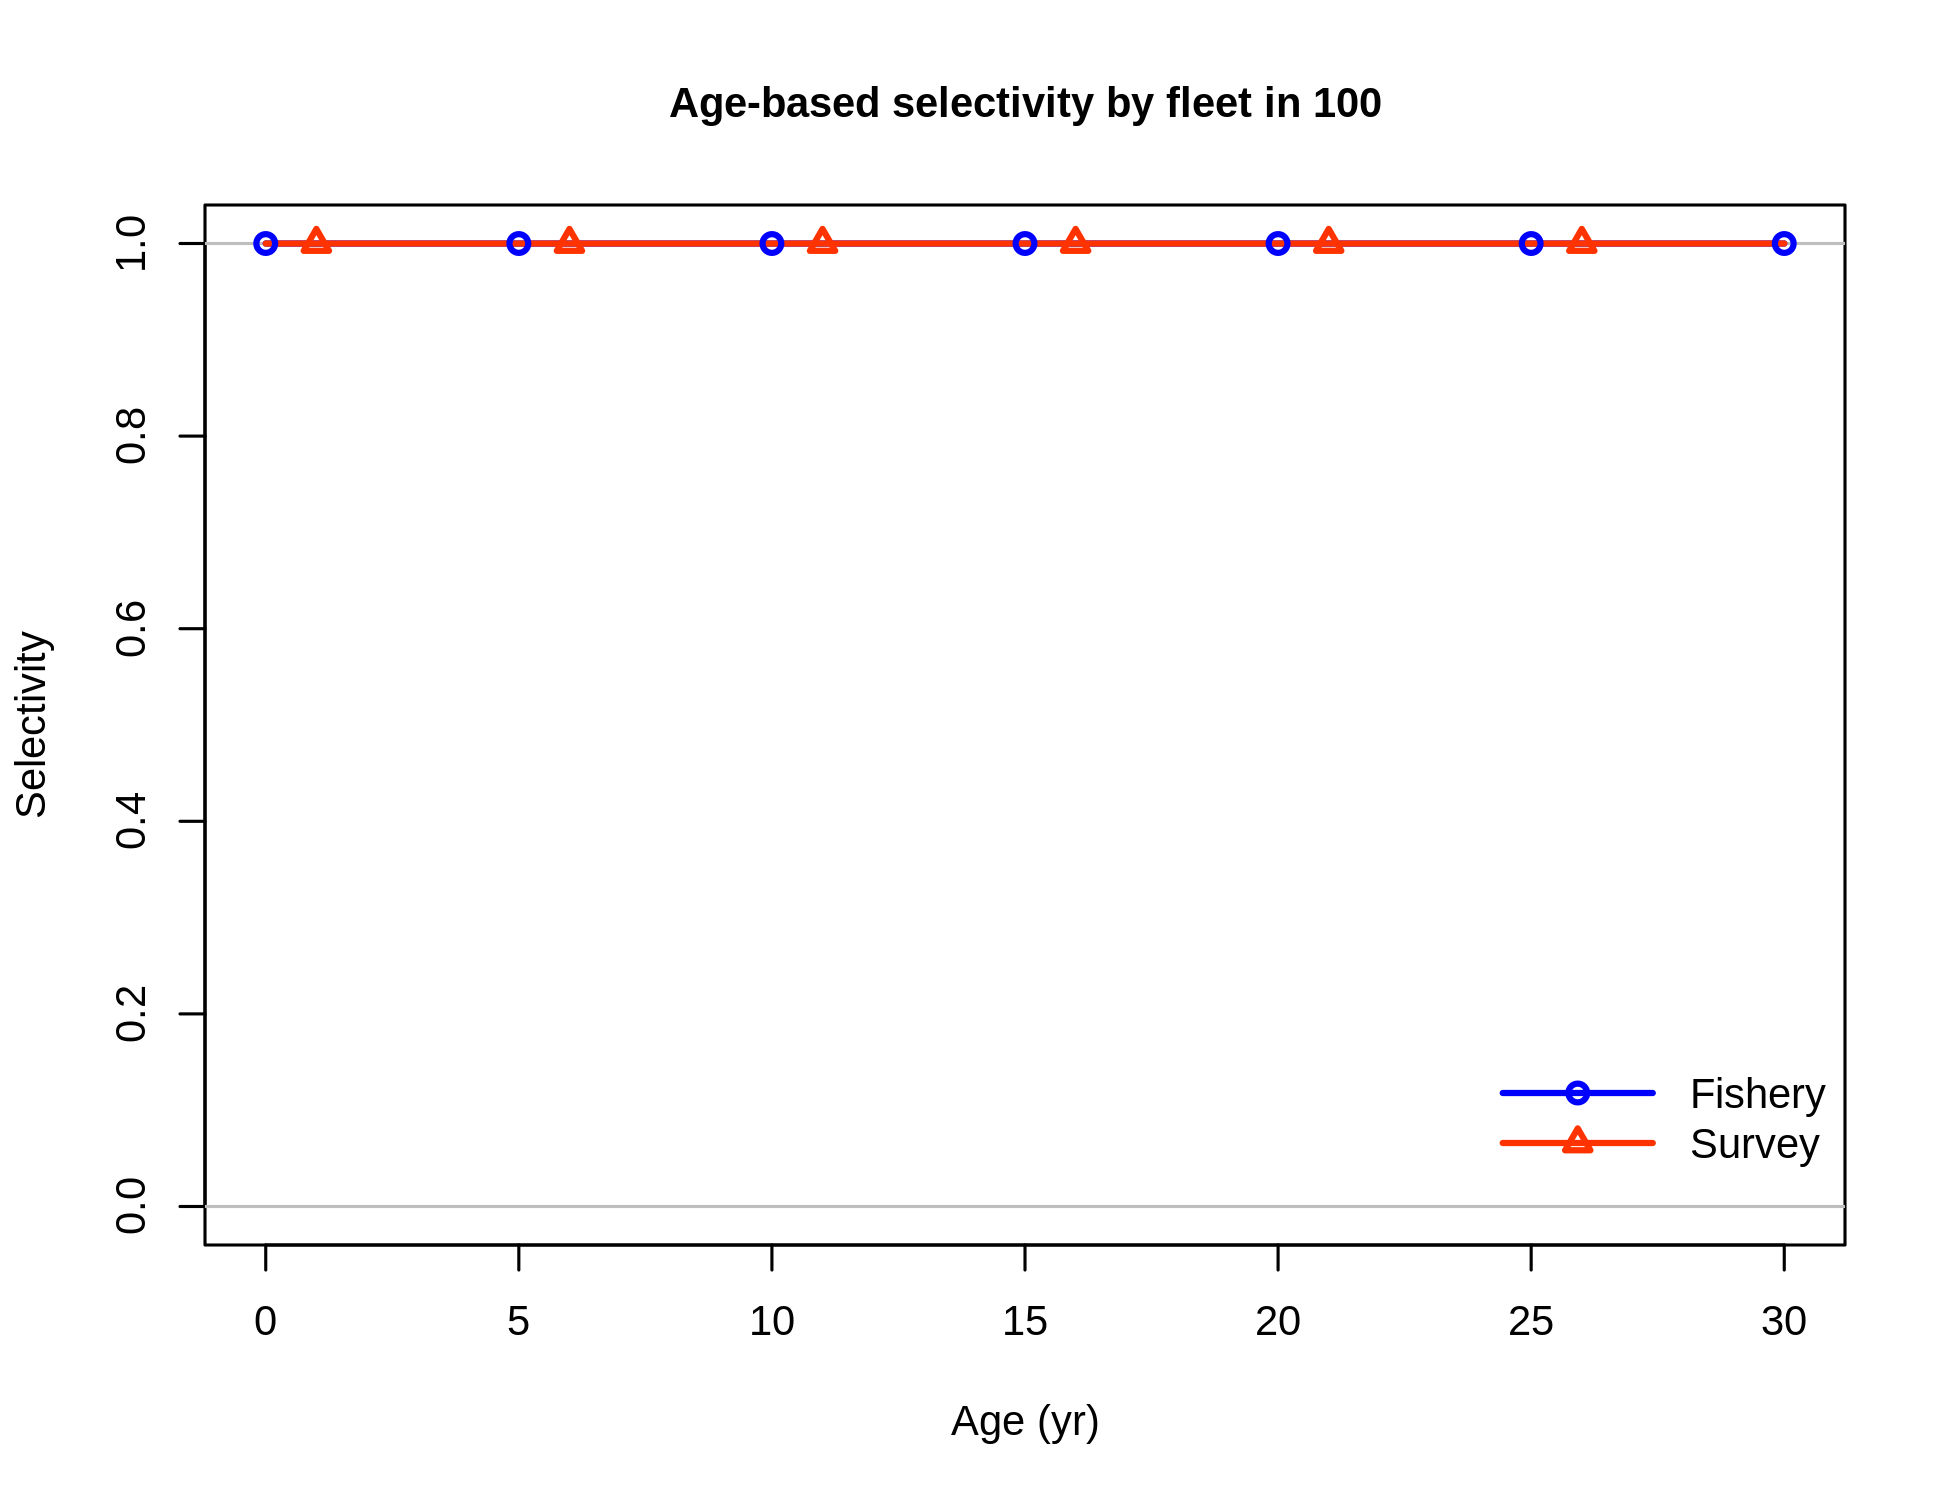 Age-based selectivity by fleet in 100
Selectivity
1.0
0.8
0.6
0.4
0.2
0.0
Fishery
Survey
0 5 10 15 20 25 30
Age (yr)